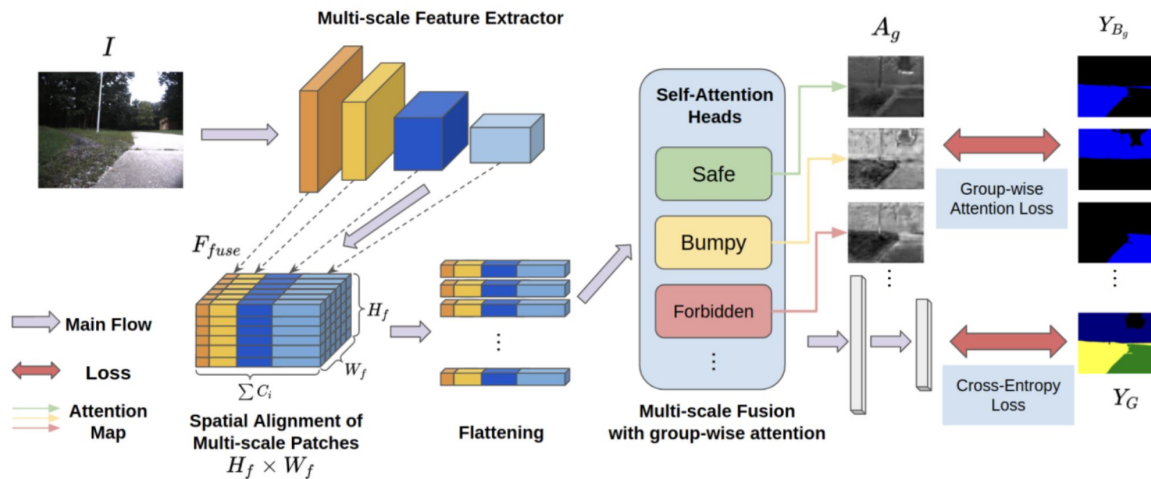 Multi-scale Feature Extractor
I
A_g
Y_{B_g}
Self-Attention
Heads
Safe
Bumpy
Forbidden
⋮
Group-wise
Attention Loss
⋮
⋮
F_{fuse}
H_f
W_f
∑ C_i
⋮
Main Flow
Loss
Attention
Map
Spatial Alignment of
Multi-scale Patches
H_f × W_f
Flattening
Multi-scale Fusion
with group-wise attention
Cross-Entropy
Loss
Y_G